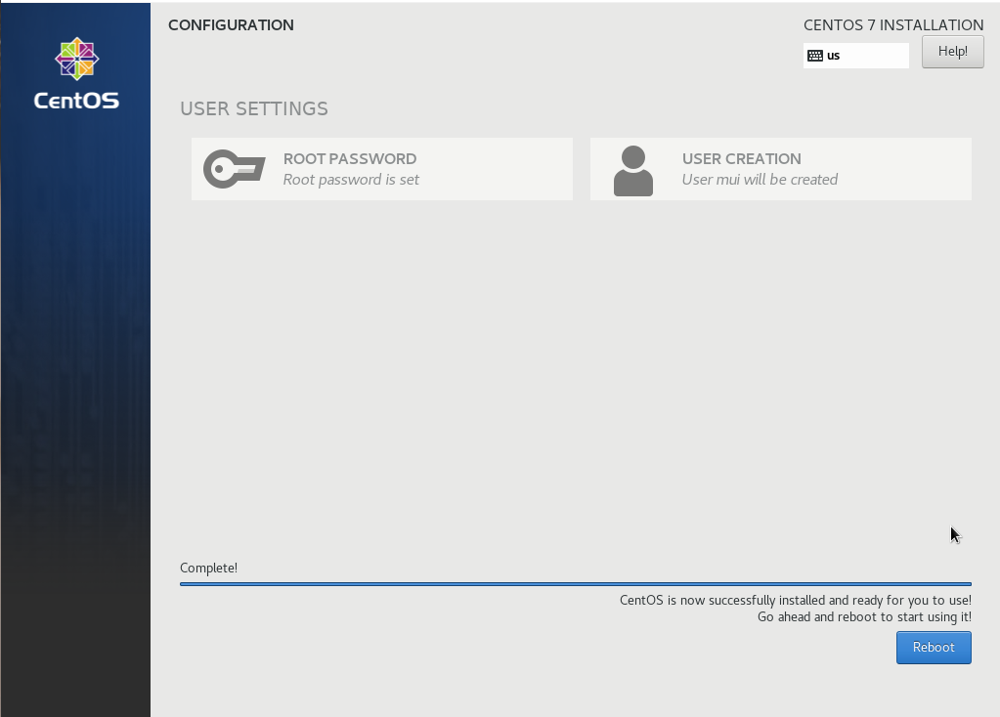 CONFIGURATION
CENTOS 7 INSTALLATION
us
Help!
CentOS
USER SETTINGS
ROOT PASSWORD
Root password is set
USER CREATION
User mui will be created
Complete!
CentOS is now successfully installed and ready for you to use!
Go ahead and reboot to start using it!
Reboot